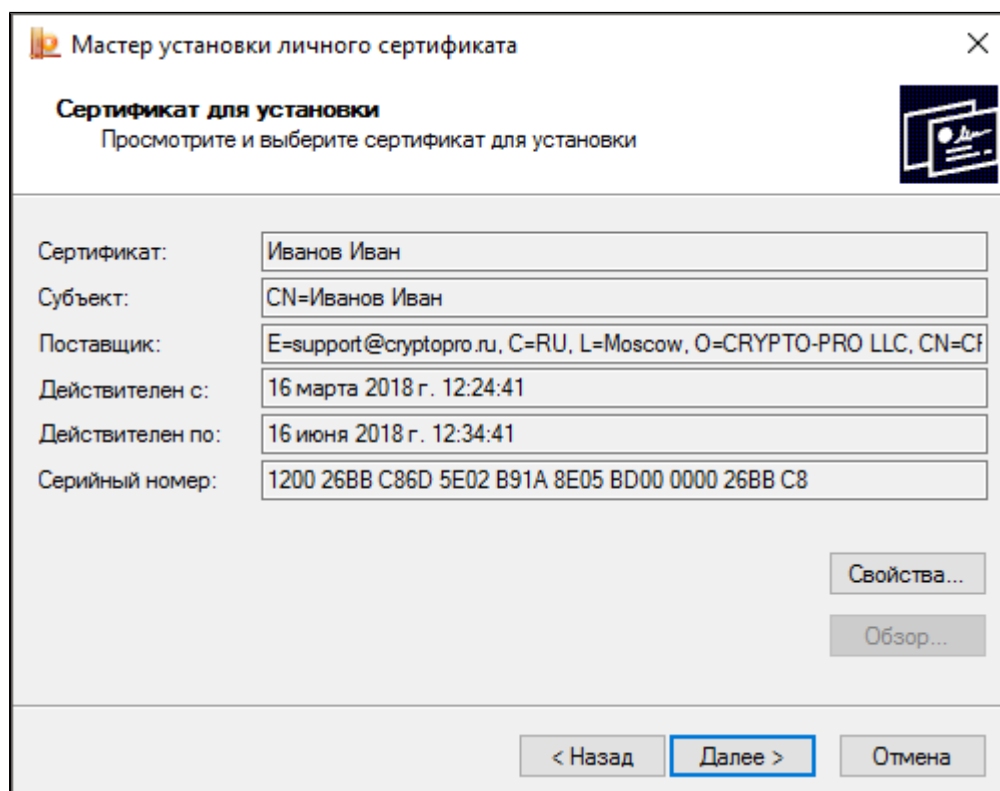 Мастер установки личного сертификата
Сертификат для установки
Просмотрите и выберите сертификат для установки
Сертификат: Иванов Иван
Субъект: CN=Иванов Иван
Поставщик: E=support@cryptopro.ru, C=RU, L=Moscow, O=CRYPTO-PRO LLC,
Действителен с: 16 марта 2018 г. 12:24:41
Действителен по: 16 июня 2018 г. 12:34:41
Серийный номер: 1200 26BB C86D 5E02 B91A 8E05 BD00 0000 26BB C8
Свойства...
Обзор...
< Назад Далее > Отмена